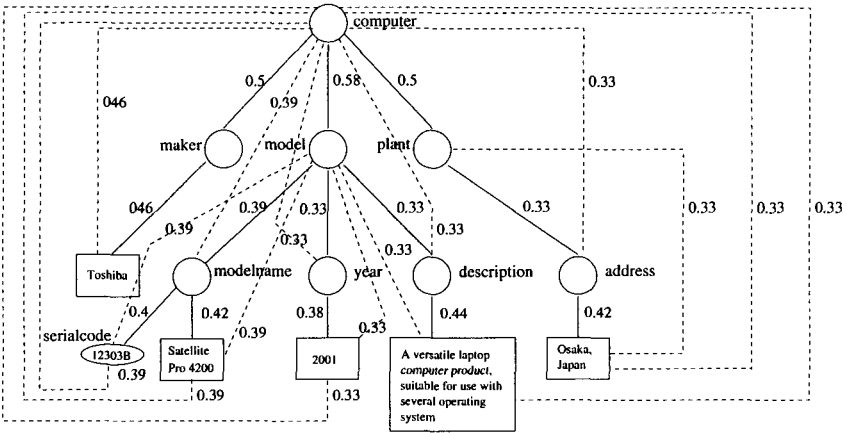 computer
0.5
0.58
0.5
0.39
046
0.33
maker
model
plant
046
0.39
0.39
0.33
0.33
0.33
0.33
0.33
0.33
0.33
0.33
Toshiba
modelname
year
description
address
0.4
0.42
0.38
0.44
0.42
serialcode
0.39
0.33
12303B
Satellite
Pro 4200
2001
A versatile laptop
computer product,
suitable for use with
several operating
system
Osaka,
Japan
0.39
0.39
0.33